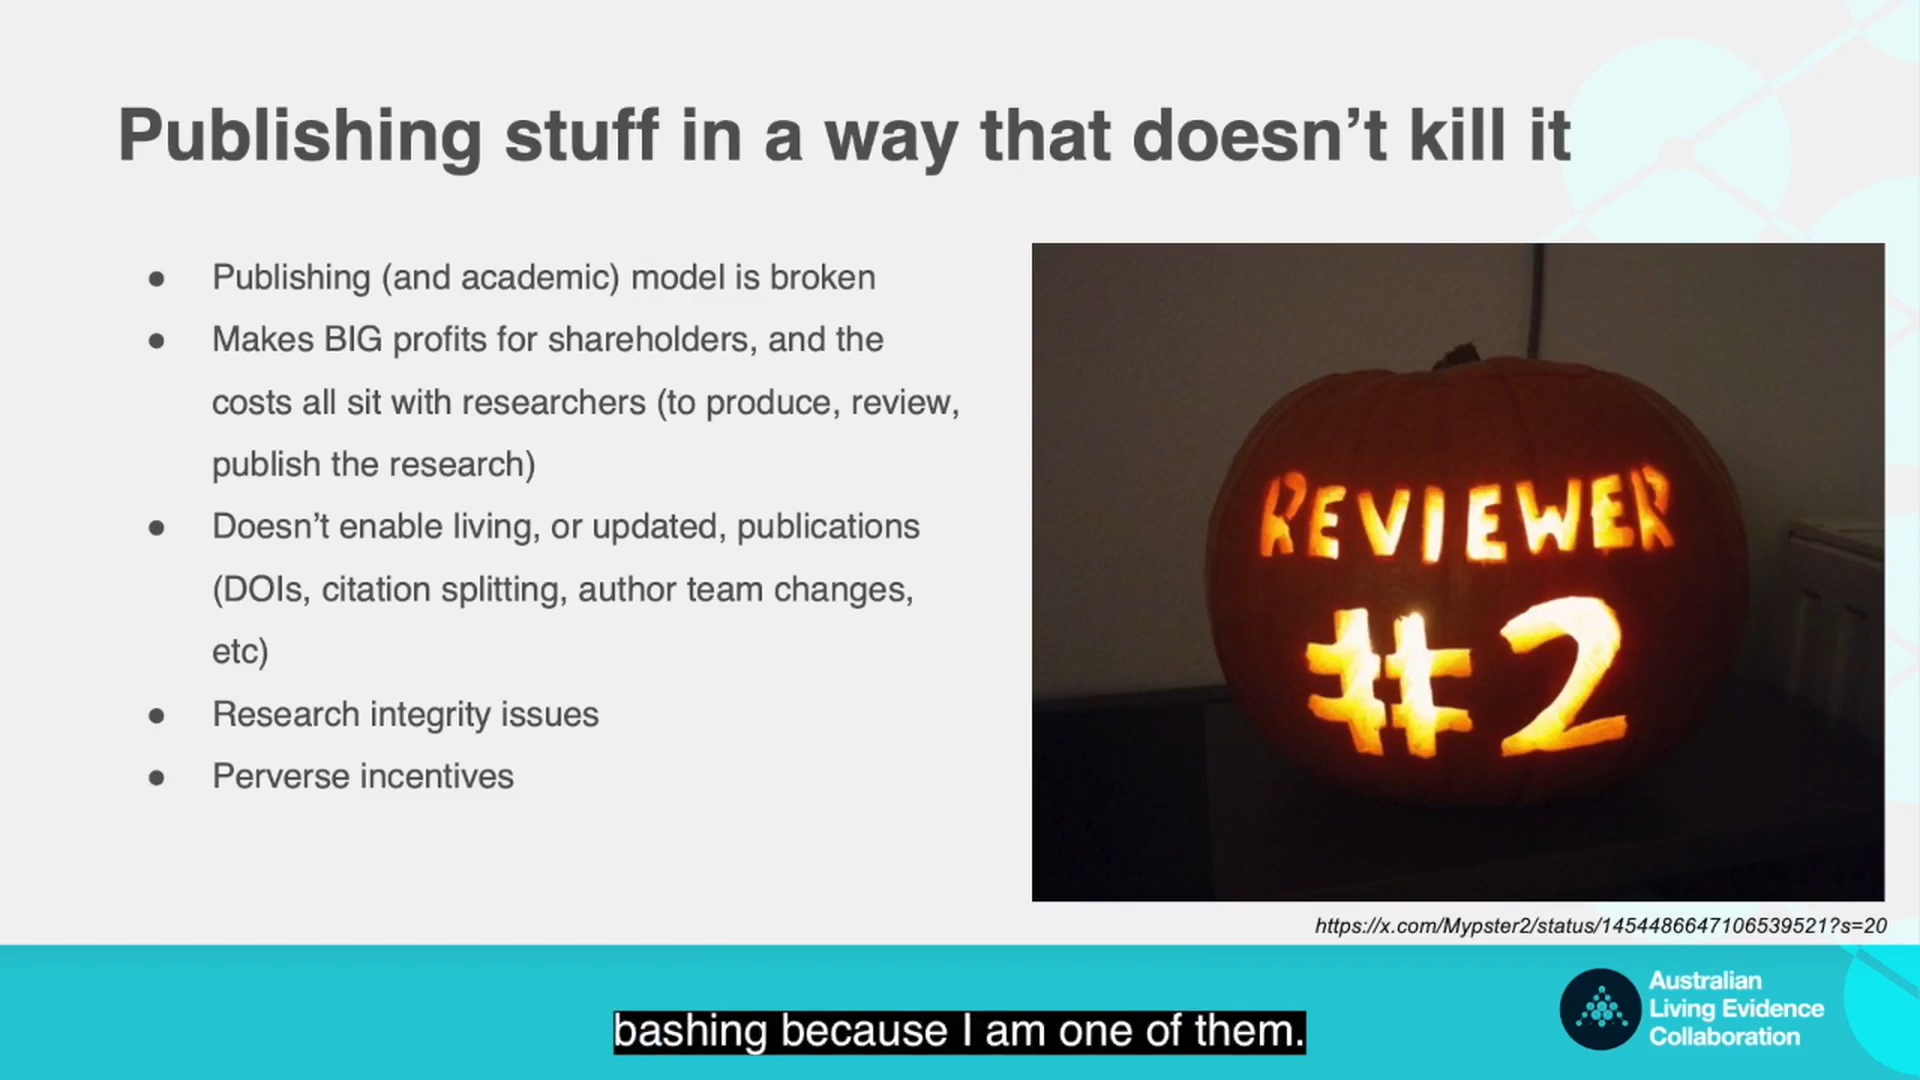 Publishing stuff in a way that doesn’t kill it
● Publishing (and academic) model is broken
● Makes BIG profits for shareholders, and the
costs all sit with researchers (to produce, review,
publish the research)
● Doesn’t enable living, or updated, publications
(DOIs, citation splitting, author team changes,
etc)
● Research integrity issues
● Perverse incentives
REVIEWER
#2
https://x.com/Mypster2/status/1454486647106539521?s=20
Australian
Living Evidence
Collaboration
bashing because I am one of them.